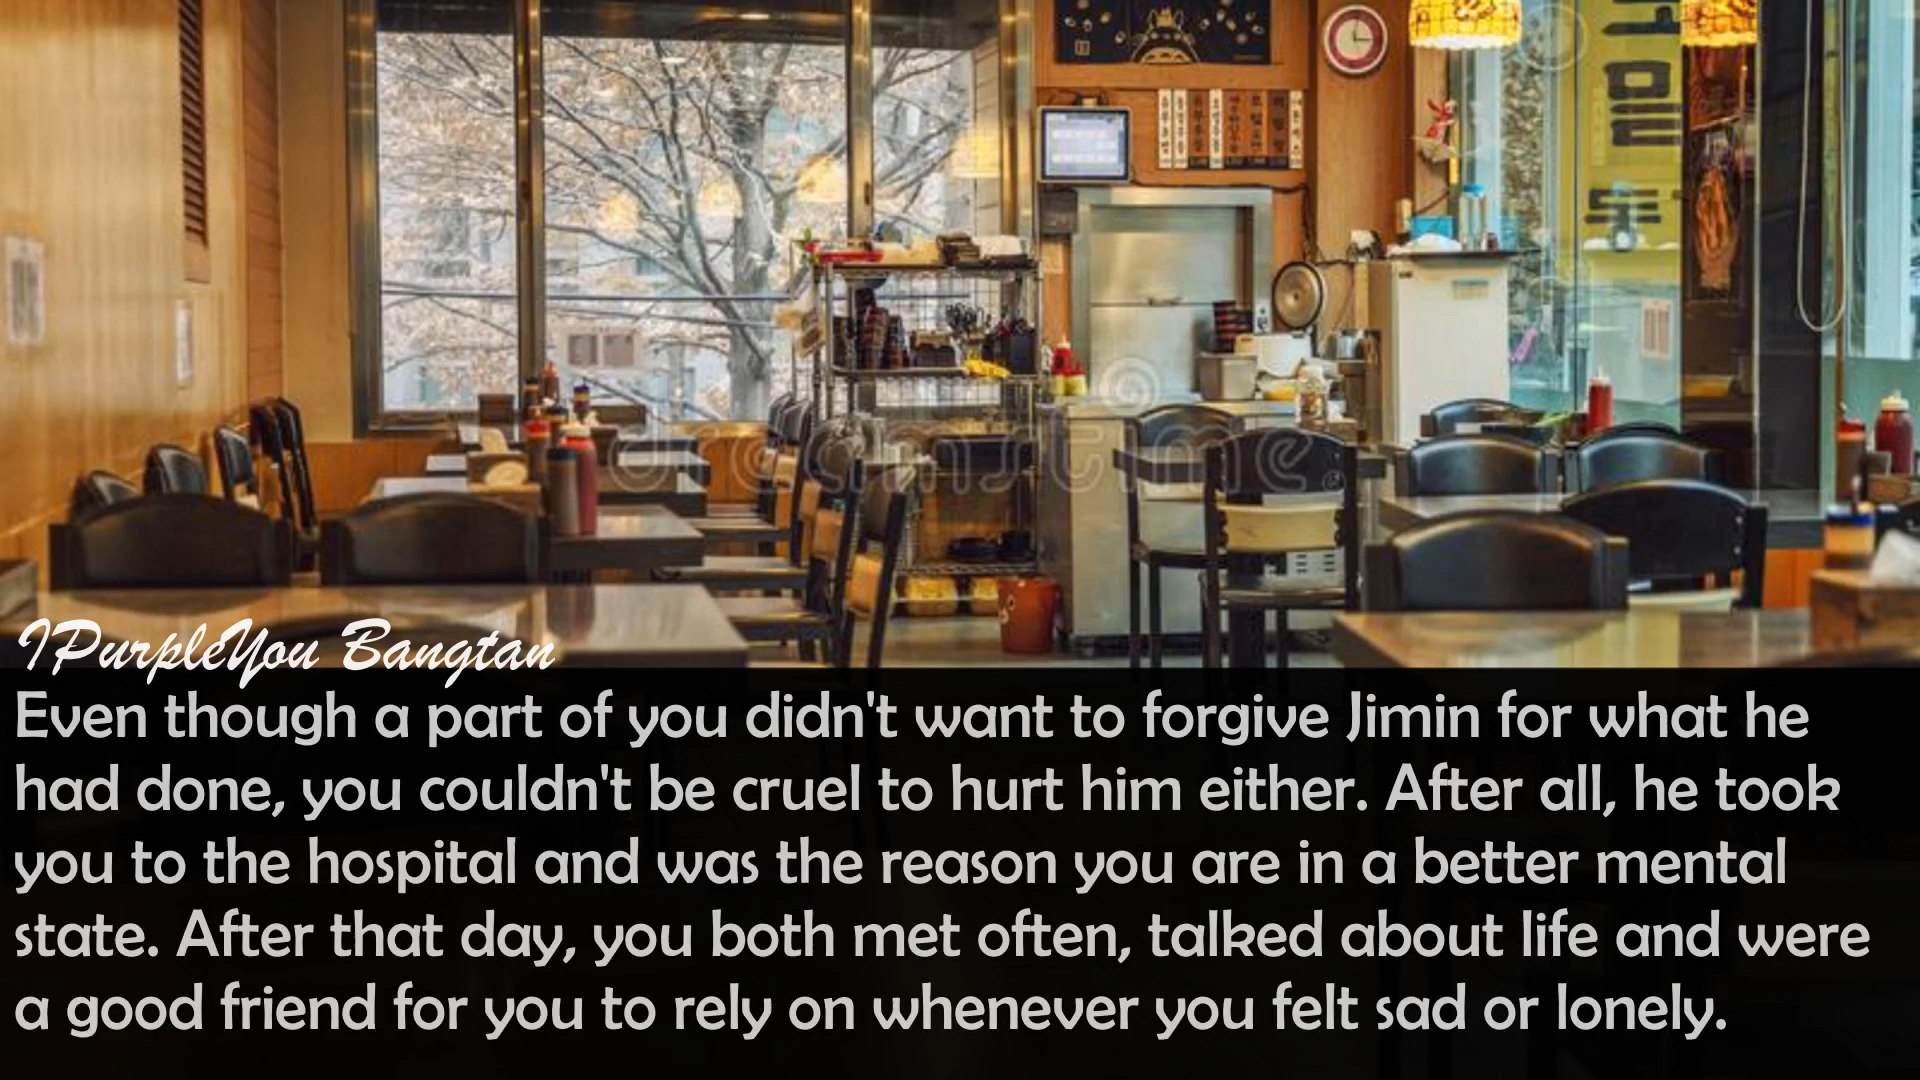 dreamstime.
IPurpleYou Bangtan
Even though a part of you didn't want to forgive Jimin for what he
had done, you couldn't be cruel to hurt him either. After all, he took
you to the hospital and was the reason you are in a better mental
state. After that day, you both met often, talked about life and were
a good friend for you to rely on whenever you felt sad or lonely.